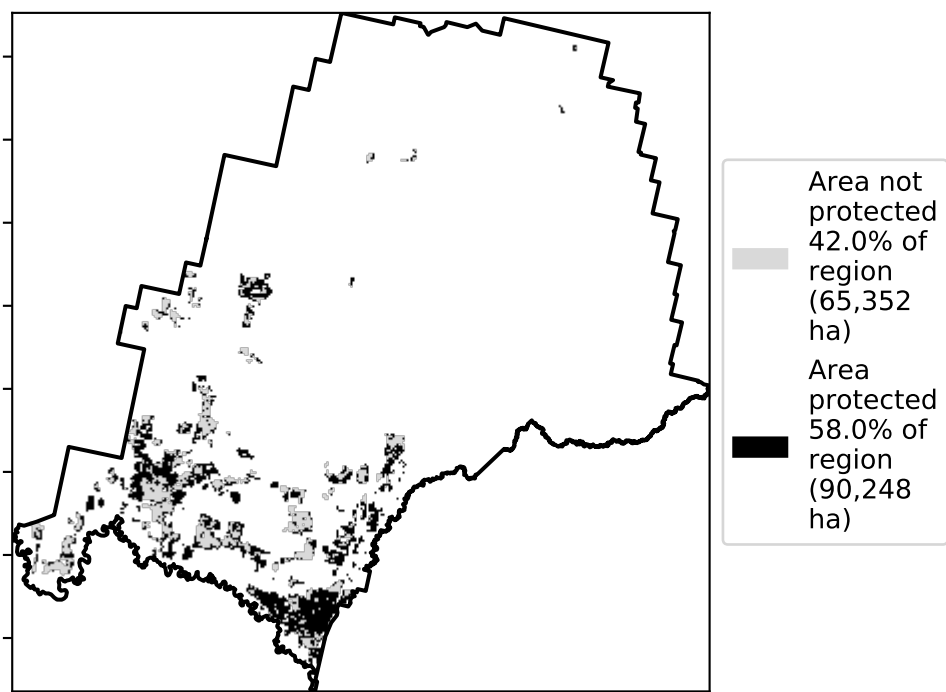 Area not
protected
42.0% of
region
(65,352
ha)
Area
protected
58.0% of
region
(90,248
ha)